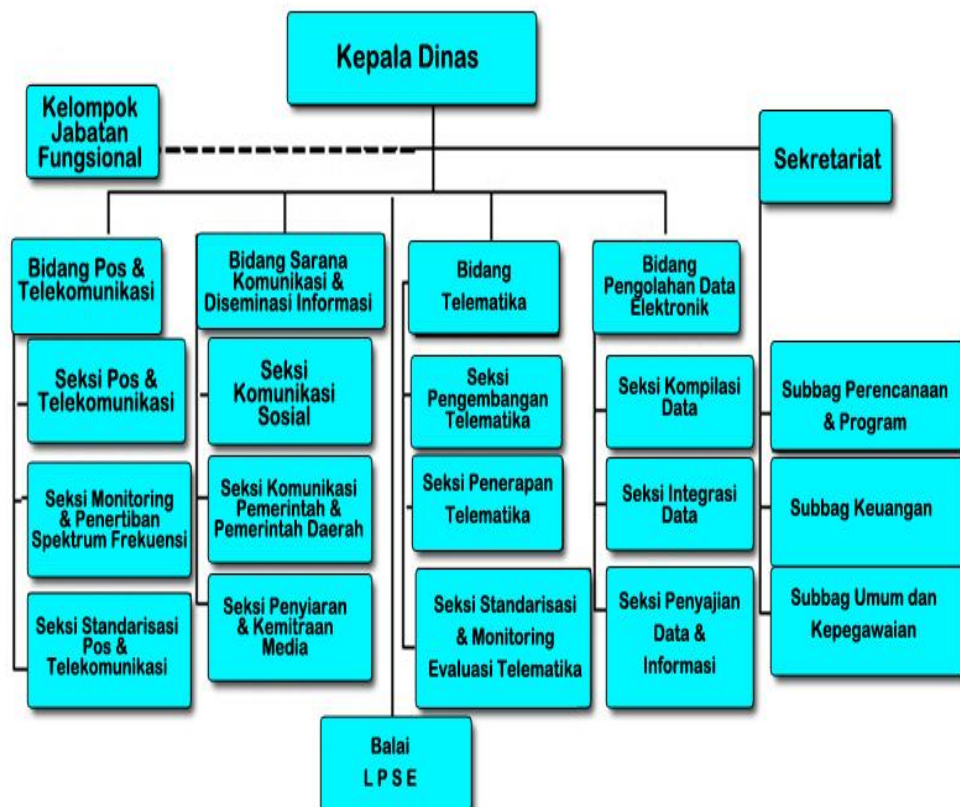 Kepala Dinas
Kelompok
Jabatan
Fungsional
Sekretariat
Bidang Pos &
Telekomunikasi
Seksi Pos &
Telekomunikasi
Seksi Monitoring
& Penertiban
Spektrum Frekuensi
Seksi Standarisasi
Pos &
Telekomunikasi
Bidang Sarana
Komunikasi &
Diseminasi Informasi
Seksi
Komunikasi
Sosial
Seksi Komunikasi
Pemerintah &
Pemerintah Daerah
Seksi Penyiaran
& Kemitraan
Media
Bidang
Telematika
Seksi
Pengembangan
Telematika
Seksi Penerapan
Telematika
Seksi Standarisasi
& Monitoring
Evaluasi Telematika
Bidang
Pengolahan Data
Elektronik
Seksi Kompilasi
Data
Seksi Integrasi
Data
Seksi Penyajian
Data &
Informasi
Subbag Perencanaan
& Program
Subbag Keuangan
Subbag Umum dan
Kepegawaian
Balai
L P S E